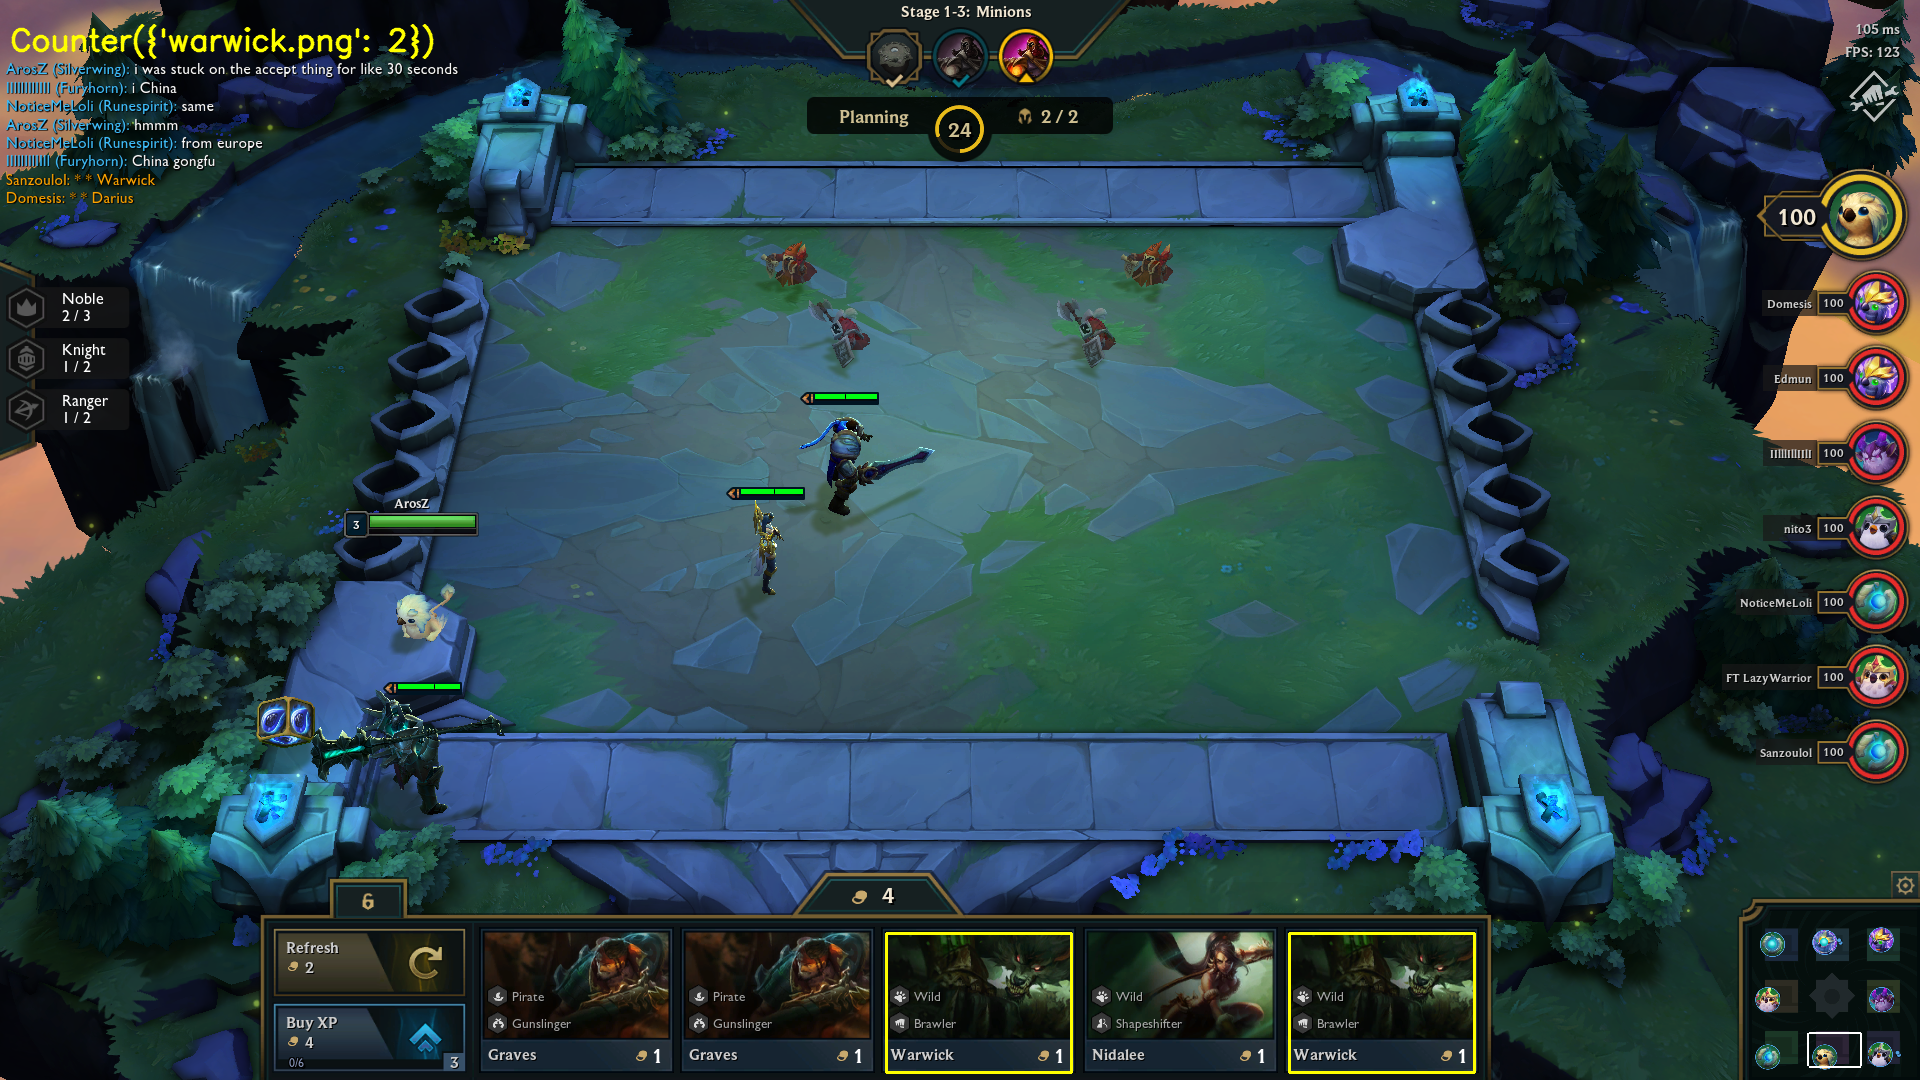 Stage 1-3: Minions
105 ms
FPS: 123
Counter({'warwick.png': 2})
ArosZ (Silverwing): i was stuck on the accept thing for like 30 seconds
(Furyhorn): i China
NoticeMeLoli (Runespirit): same
ArosZ (Silverwing): hmmm
NoticeMeLoli (Runespirit): from europe
(Furyhorn): China gongfu
Sanzoulol: * * Warwick
Domesis: * * Darius
Planning
24
2 / 2
100
Noble
2 / 3
Knight
1 / 2
Ranger
1 / 2
Domesis 100
Edmun 100
100
nito3 100
NoticeMeLoli 100
FT LazyWarrior 100
Sanzoulol 100
ArosZ
3
6
4
Refresh
2
Buy XP
4
0/6
3
Pirate
Gunslinger
Graves 1
Pirate
Gunslinger
Graves 1
Wild
Brawler
Warwick 1
Wild
Shapeshifter
Nidalee 1
Wild
Brawler
Warwick 1